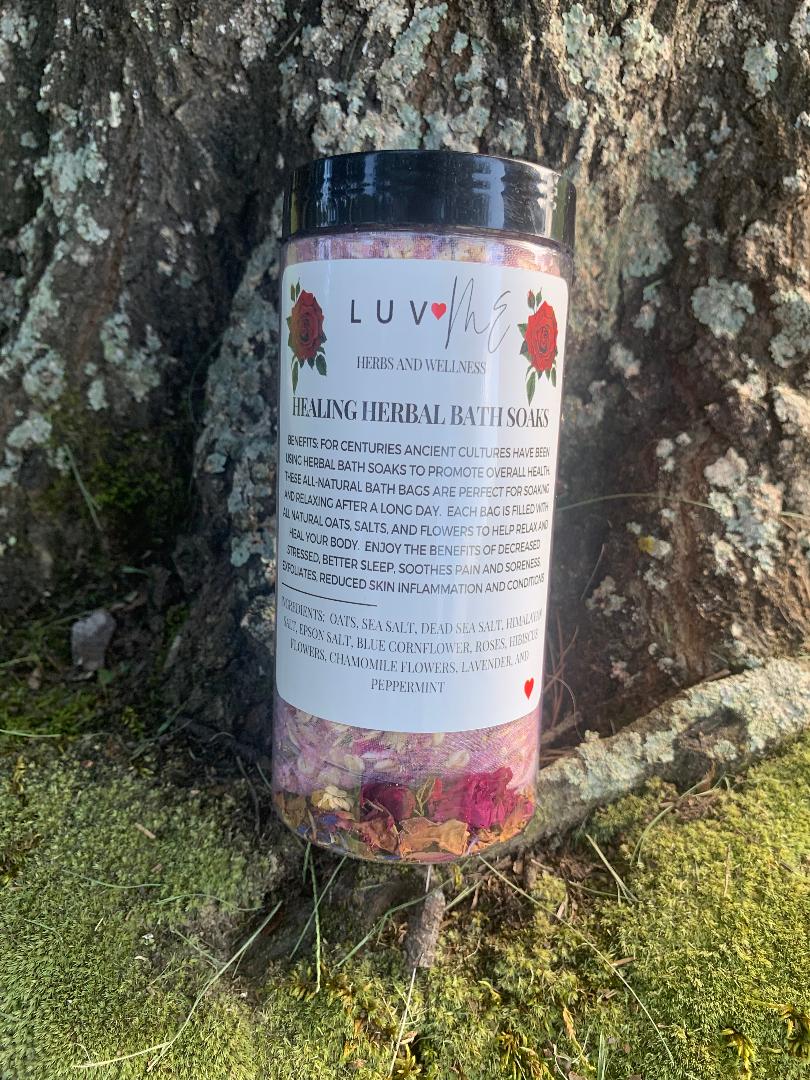 LUV ME
HERBS AND WELLNESS
HEALING HERBAL BATH SOAKS
BENEFITS: FOR CENTURIES ANCIENT CULTURES HAVE BEEN
USING HERBAL BATH SOAKS TO PROMOTE OVERALL HEALTH.
THESE ALL-NATURAL BATH BAGS ARE PERFECT FOR SOAKING
AND RELAXING AFTER A LONG DAY. EACH BAG IS FILLED WITH
ALL NATURAL OATS, SALTS, AND FLOWERS TO HELP RELAX AND
HEAL YOUR BODY. ENJOY THE BENEFITS OF DECREASED
STRESSED, BETTER SLEEP, SOOTHES PAIN AND SORENESS,
EXFOLIATES, REDUCED SKIN INFLAMMATION AND CONDITIONS
INGREDIENTS: OATS, SEA SALT, DEAD SEA SALT, HIMALAYAN
SALT, EPSON SALT, BLUE CORNFLOWER, ROSES, HIBISCUS
FLOWERS, CHAMOMILE FLOWERS, LAVENDER, AND
PEPPERMINT